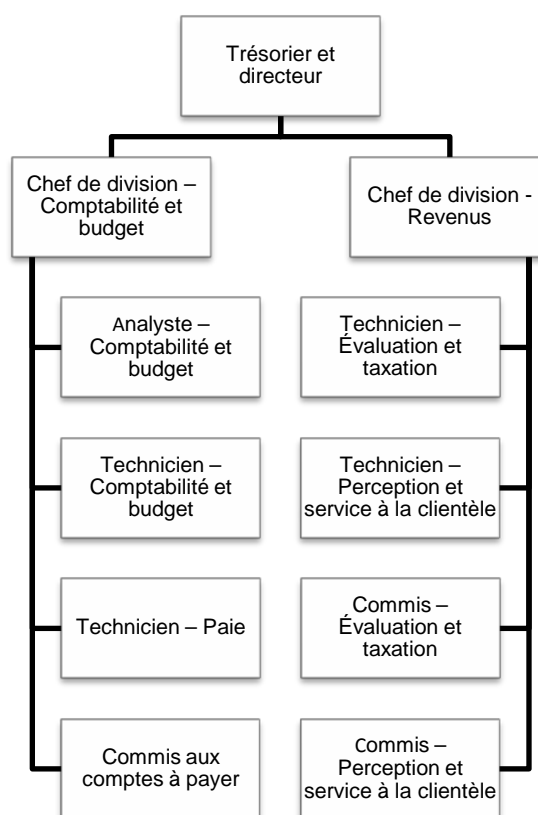 Trésorier et
directeur
Chef de division –
Comptabilité et
budget
Chef de division -
Revenus
Analyste –
Comptabilité et
budget
Technicien –
Évaluation et
taxation
Technicien –
Comptabilité et
budget
Technicien –
Perception et
service à la clientèle
Technicien – Paie
Commis –
Évaluation et
taxation
Commis aux
comptes à payer
Commis –
Perception et
service à la clientèle